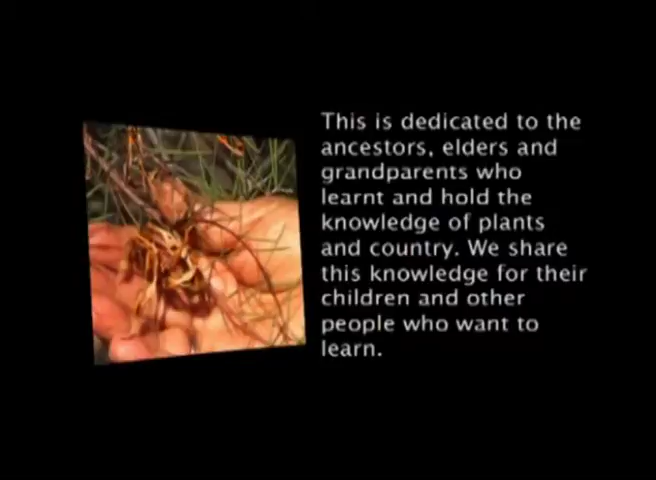 This is dedicated to the
ancestors, elders and
grandparents who
learnt and hold the
knowledge of plants
and country. We share
this knowledge for their
children and other
people who want to
learn.